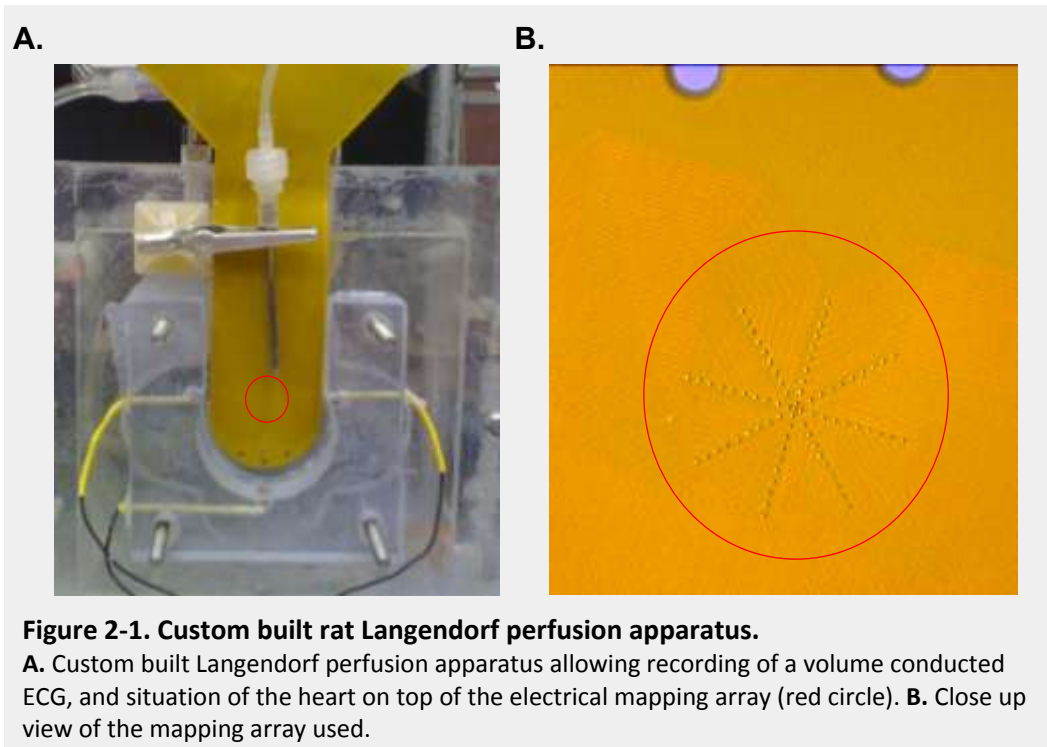 A.
B.
Figure 2-1. Custom built rat Langendorf perfusion apparatus.
A. Custom built Langendorf perfusion apparatus allowing recording of a volume conducted
ECG, and situation of the heart on top of the electrical mapping array (red circle). B. Close up
view of the mapping array used.